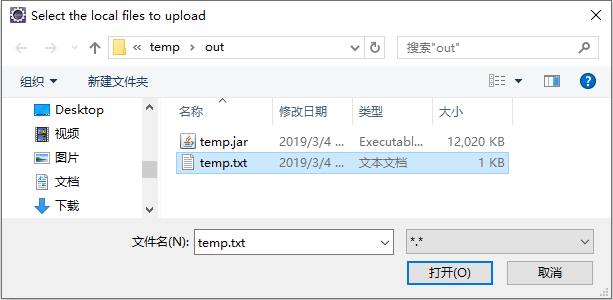 Select the local files to upload
« temp › out
搜索"out"
组织 新建文件夹
名称 修改日期 类型 大小
Desktop
视频
图片
文档
下载
temp.jar 2019/3/4 ... Executabl... 12,020 KB
temp.txt 2019/3/4 ... 文本文档 1 KB
文件名(N): temp.txt *.*
打开(O) 取消